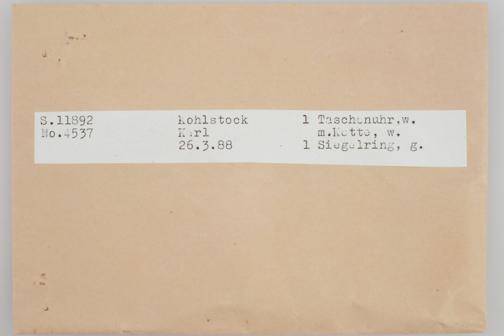 S.11892 Kohlstock 1 Taschenuhr,w.
No.4537 Karl m.Kette, w.
26.3.88 1 Siegelring, g.